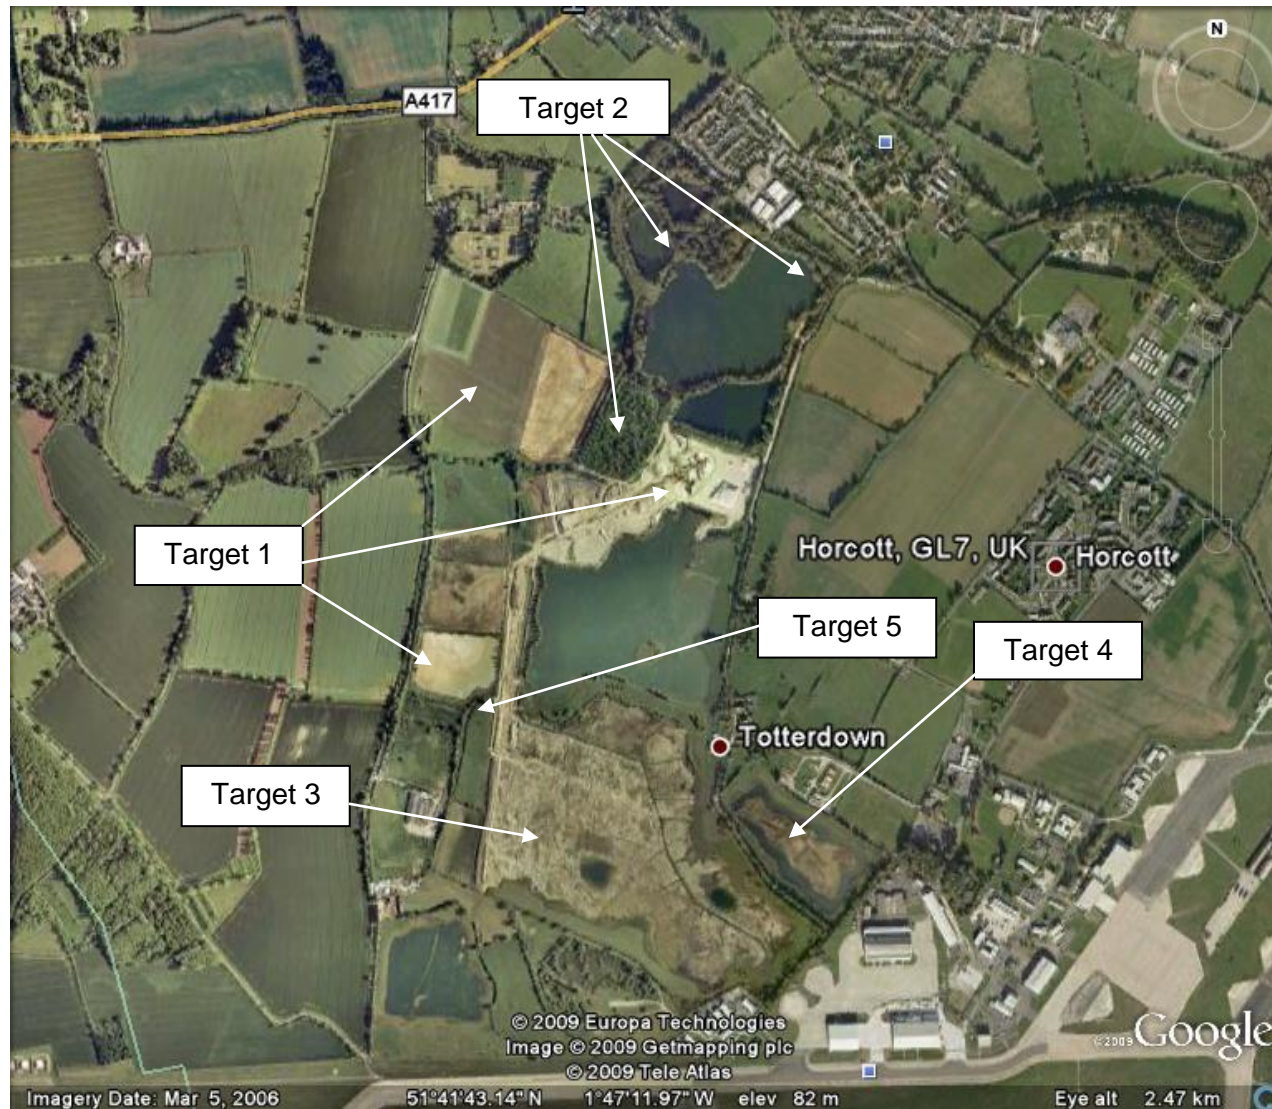 N
A417
Target 2
Target 1
Horcott, GL7, UK
Horcott
Target 5
Target 4
Totterdown
Target 3
© 2009 Europa Technologies
Image © 2009 Getmapping plc
© 2009 Tele Atlas
©2009 Google
Imagery Date: Mar 5, 2006 51°41'43.14" N 1°47'11.97" W elev 82 m Eye alt 2.47 km